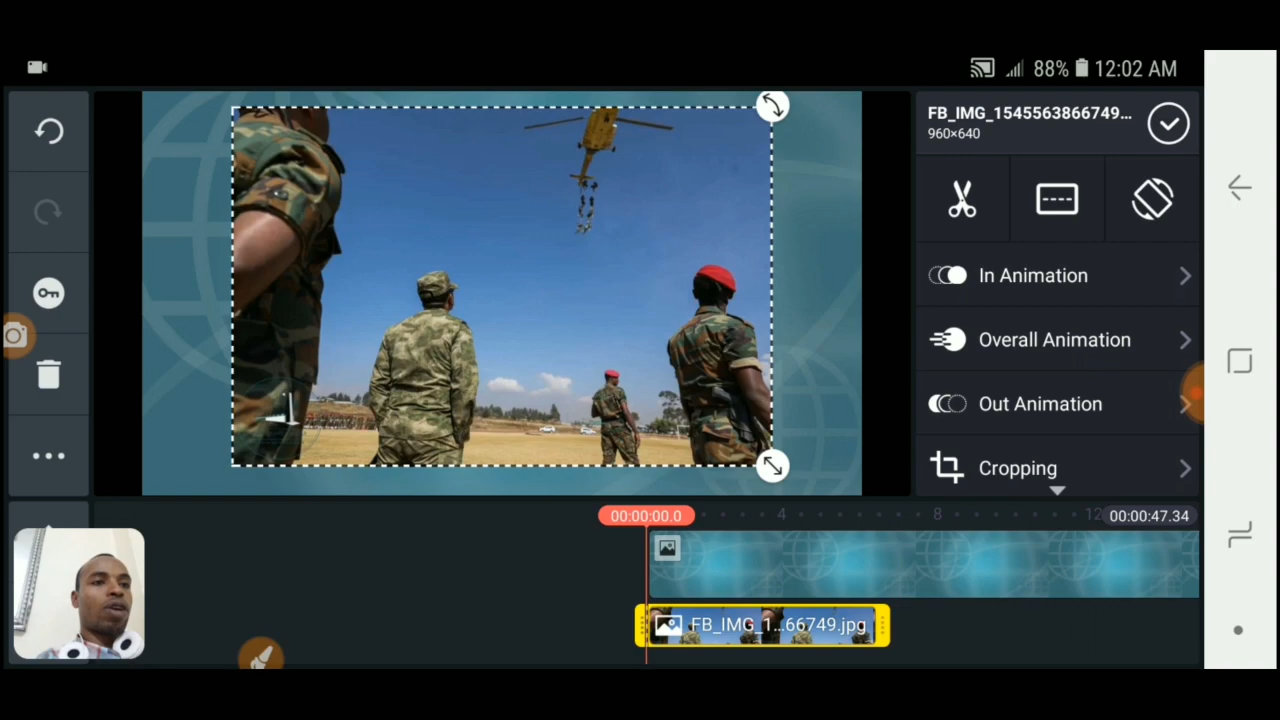 88% 12:02 AM
FB_IMG_1545563866749...
960×640
In Animation
Overall Animation
Out Animation
Cropping
00:00:00.0 4 8 12 00:00:47.34
FB_IMG_1...66749.jpg